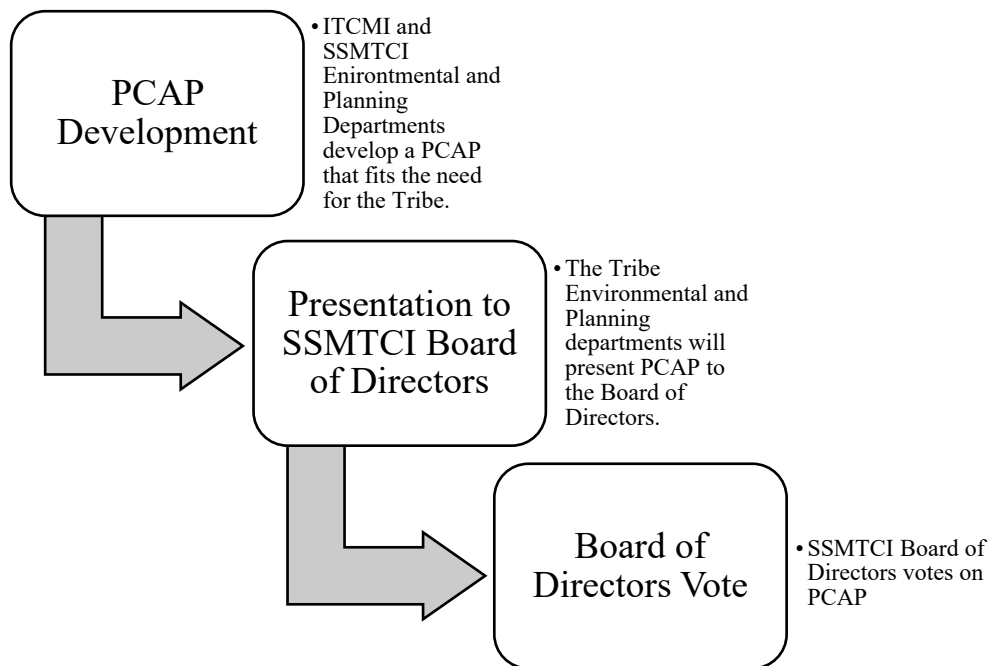 PCAP
Development
• ITCMI and
SSMTCI
Enirontmental and
Planning
Departments
develop a PCAP
that fits the need
for the Tribe.
Presentation to
SSMTCI Board
of Directors
• The Tribe
Environmental and
Planning
departments will
present PCAP to
the Board of
Directors.
Board of
Directors Vote
• SSMTCI Board of
Directors votes on
PCAP